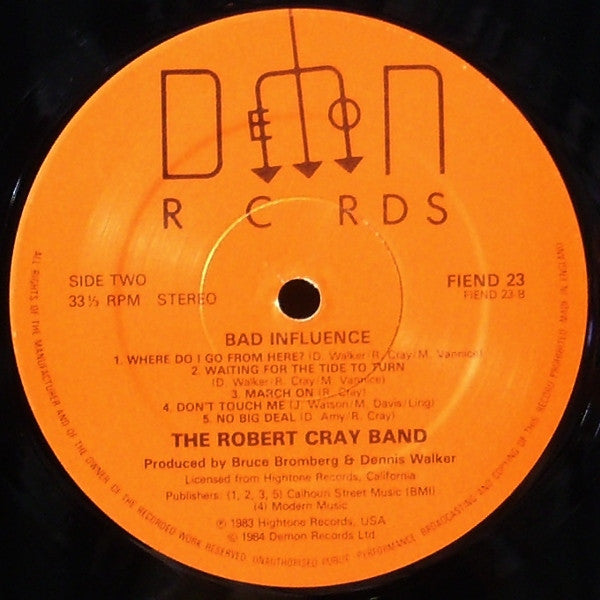 DEMON
RECORDS
SIDE TWO
33⅓ RPM STEREO
FIEND 23
FIEND 23 B
BAD INFLUENCE
1. WHERE DO I GO FROM HERE? (D. Walker/R. Cray/M. Vannice)
2. WAITING FOR THE TIDE TO TURN
(D. Walker/R. Cray/M. Vannice)
3. MARCH ON (R. Cray)
4. DON'T TOUCH ME (J. Watson/M. Davis/Ling)
5. NO BIG DEAL (D. Amy/R. Cray)
THE ROBERT CRAY BAND
Produced by Bruce Bromberg & Dennis Walker
Licensed from Hightone Records, California
Publishers: (1, 2, 3, 5) Calhoun Street Music (BMI)
(4) Modern Music
℗ 1983 Hightone Records, USA
© 1984 Demon Records Ltd.
ALL RIGHTS OF THE MANUFACTURER AND OF THE OWNER OF THE RECORDED WORK RESERVED. UNAUTHORISED PUBLIC PERFORMANCE, BROADCASTING AND COPYING OF THIS RECORD PROHIBITED. MADE IN ENGLAND